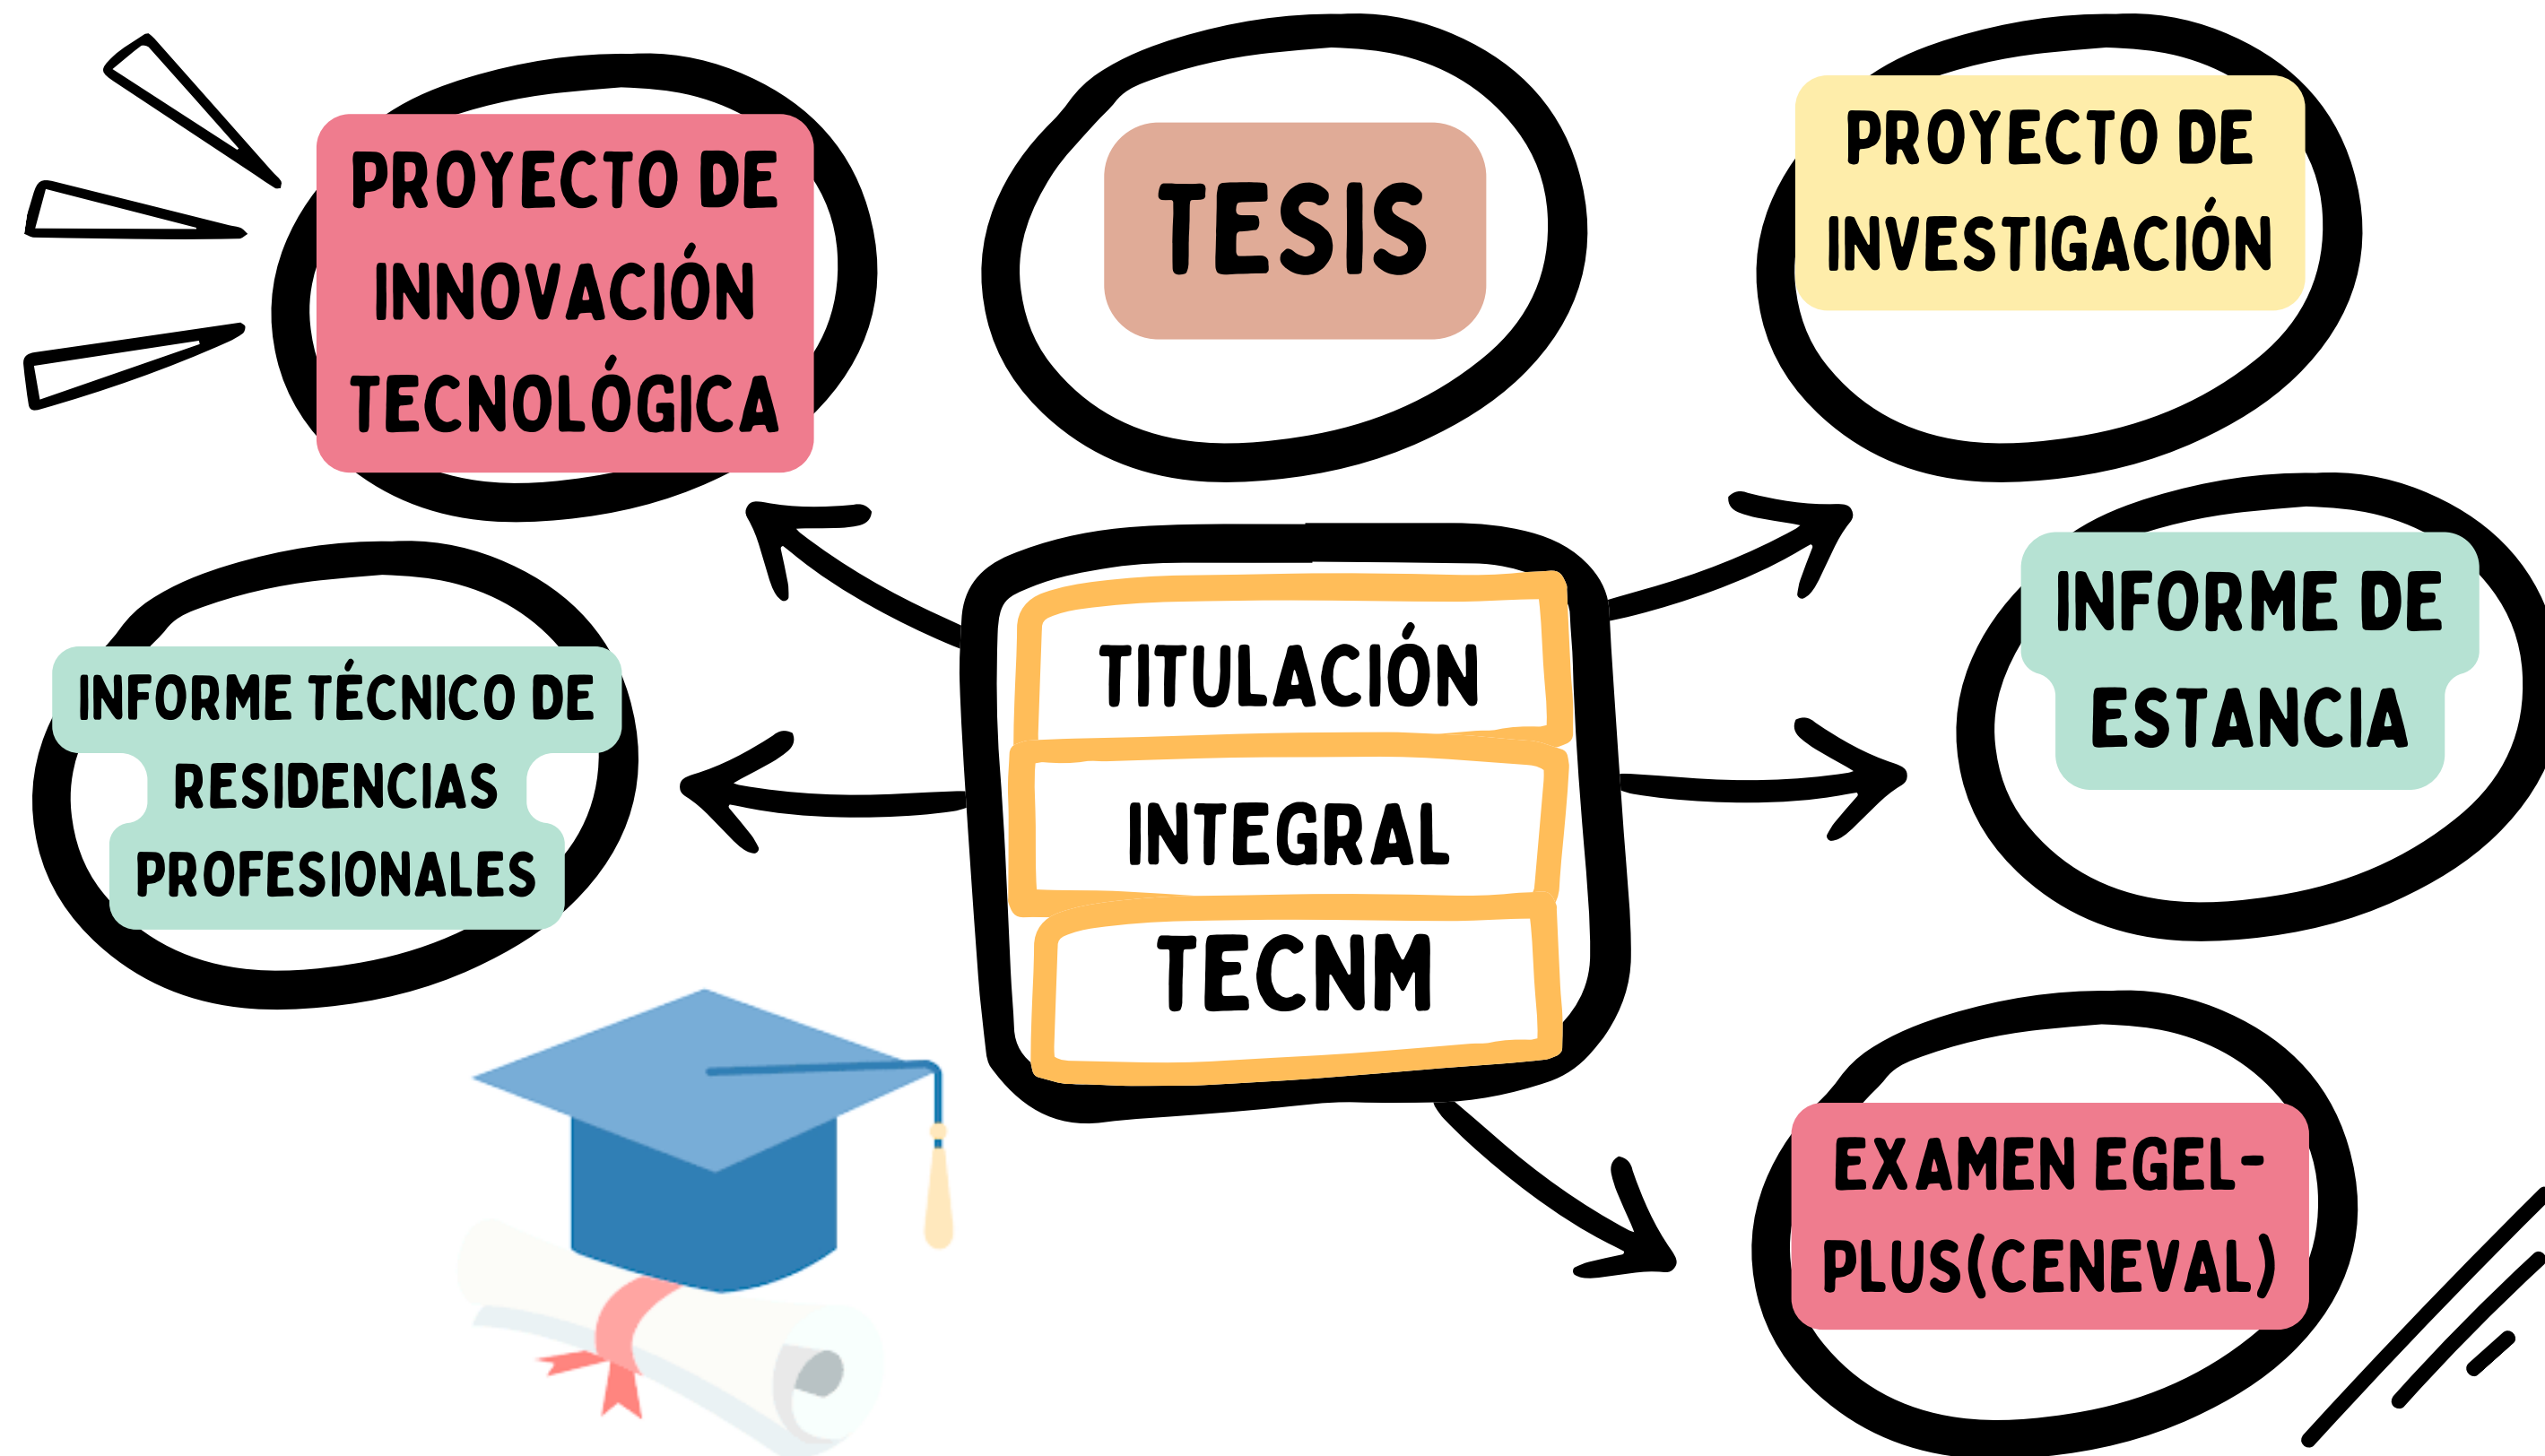 PROYECTO DE
INNOVACIÓN
TECNOLÓGICA
TESIS
PROYECTO DE
INVESTIGACIÓN
INFORME TÉCNICO DE
RESIDENCIAS
PROFESIONALES
TITULACIÓN
INTEGRAL
TECNM
INFORME DE
ESTANCIA
EXAMEN EGEL-
PLUS(CENEVAL)